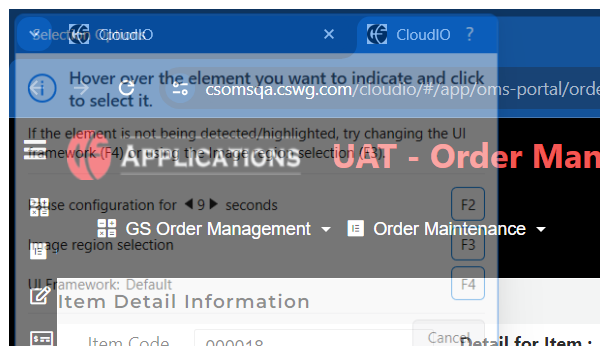 Selection Options
CloudIO
CloudIO
?
Hover over the element you want to indicate and click
to select it.
csomsqa.cswg.com/cloudio/#/app/oms-portal/orde
If the element is not being detected/highlighted, try changing the UI
framework (F4) or using the Image region selection (F3).
APPLICATIONS
UAT - Order Man
Pause configuration for 9 seconds
F2
GS Order Management
Order Maintenance
Image region selection
F3
UI Framework: Default
F4
Item Detail Information
Item Code
000018
Cancel
Detail for Item :